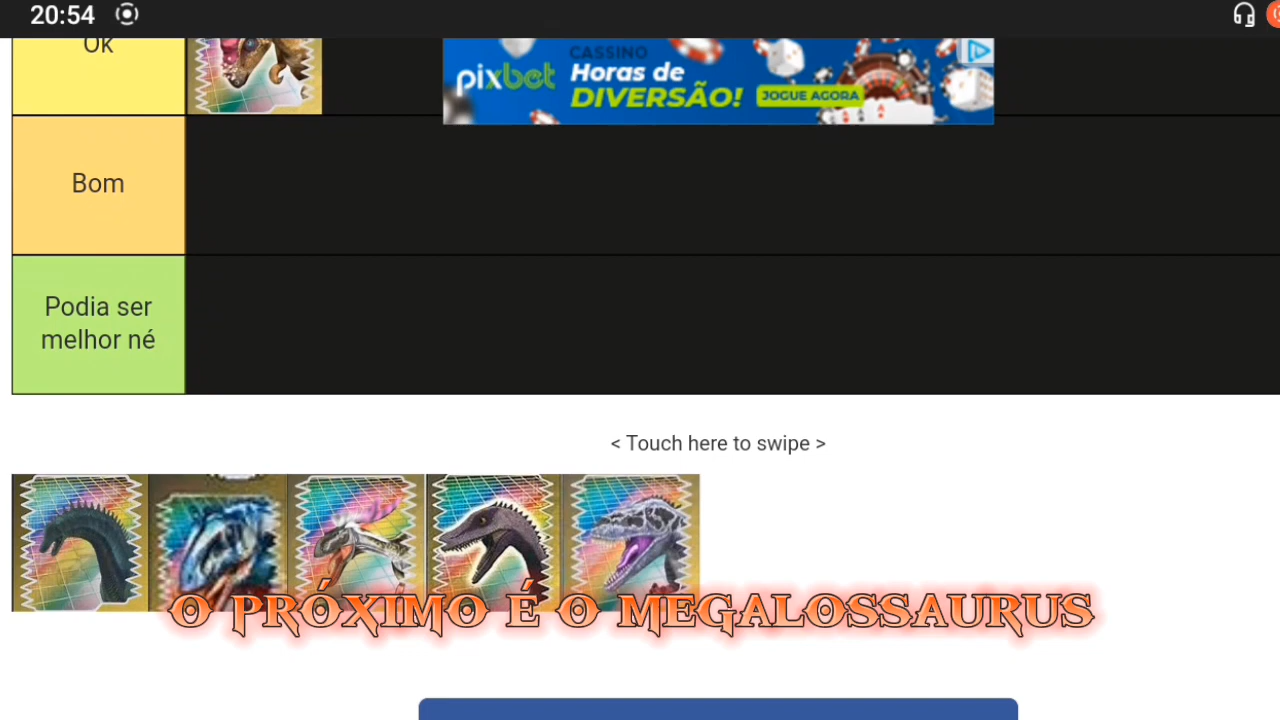 20:54
Ok
CASSINO
pixbet
Horas de
DIVERSÃO!
JOGUE AGORA
Bom
Podia ser
melhor né
< Touch here to swipe >
O PRÓXIMO É O MEGALOSSAURUS